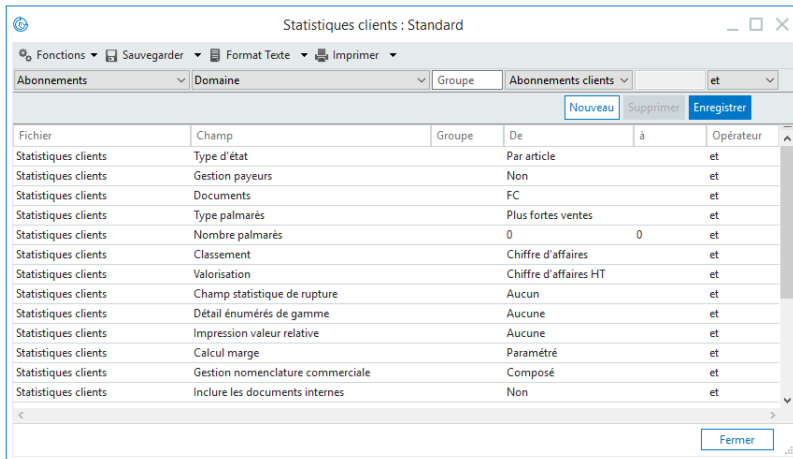 Statistiques clients : Standard
Fonctions Sauvegarder Format Texte Imprimer
Abonnements Domaine Groupe Abonnements clients et
Nouveau Supprimer Enregistrer
Fichier Champ Groupe De à Opérateur
Statistiques clients Type d'état Par article et
Statistiques clients Gestion payeurs Non et
Statistiques clients Documents FC et
Statistiques clients Type palmarès Plus fortes ventes et
Statistiques clients Nombre palmarès 0 0 et
Statistiques clients Classement Chiffre d'affaires et
Statistiques clients Valorisation Chiffre d'affaires HT et
Statistiques clients Champ statistique de rupture Aucun et
Statistiques clients Détail énumérés de gamme Aucune et
Statistiques clients Impression valeur relative Aucune et
Statistiques clients Calcul marge Paramétré et
Statistiques clients Gestion nomenclature commerciale Composé et
Statistiques clients Inclure les documents internes Non et
Fermer